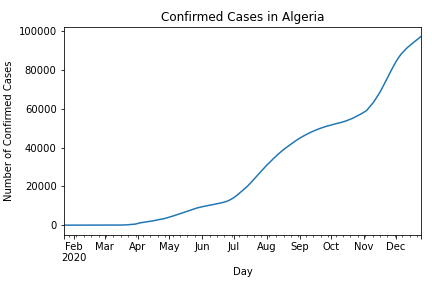 Confirmed Cases in Algeria
Number of Confirmed Cases
100000
80000
60000
40000
20000
0
Feb Mar Apr May Jun Jul Aug Sep Oct Nov Dec
2020
Day